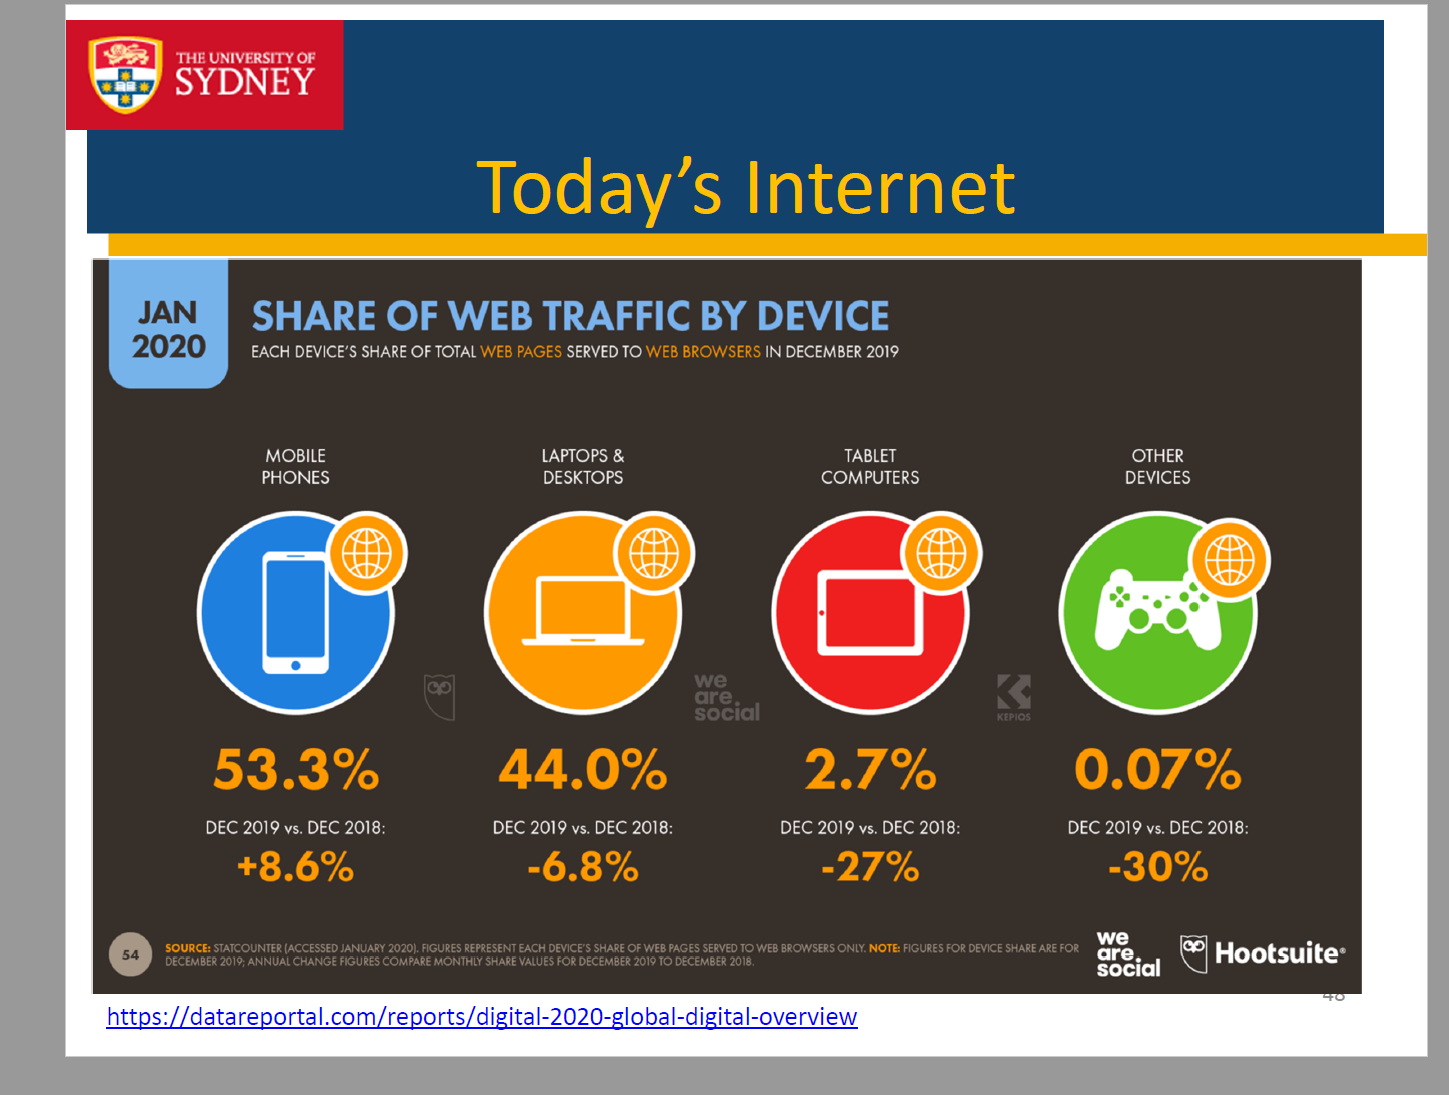 THE UNIVERSITY OF
SYDNEY
Today’s Internet
JAN
2020
SHARE OF WEB TRAFFIC BY DEVICE
EACH DEVICE’S SHARE OF TOTAL WEB PAGES SERVED TO WEB BROWSERS IN DECEMBER 2019
MOBILE
PHONES
LAPTOPS &
DESKTOPS
TABLET
COMPUTERS
OTHER
DEVICES
we
are
social
KEPIOS
53.3%
44.0%
2.7%
0.07%
DEC 2019 vs. DEC 2018:
DEC 2019 vs. DEC 2018:
DEC 2019 vs. DEC 2018:
DEC 2019 vs. DEC 2018:
+8.6%
-6.8%
-27%
-30%
54
SOURCE: STATCOUNTER (ACCESSED JANUARY 2020). FIGURES REPRESENT EACH DEVICE’S SHARE OF WEB PAGES SERVED TO WEB BROWSERS ONLY. NOTE: FIGURES FOR DEVICE SHARE ARE FOR
DECEMBER 2019; ANNUAL CHANGE FIGURES COMPARE MONTHLY SHARE VALUES FOR DECEMBER 2019 TO DECEMBER 2018.
we
are
social
Hootsuite®
48
https://datareportal.com/reports/digital-2020-global-digital-overview